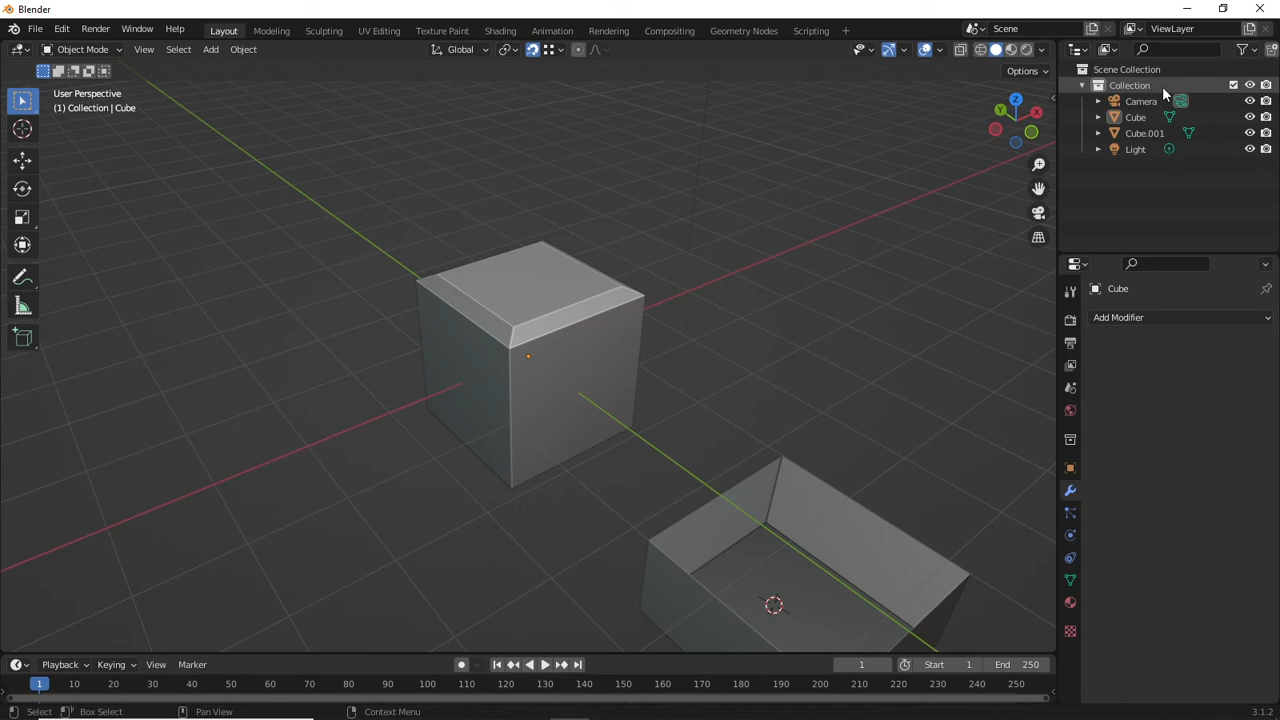 Blender
File Edit Render Window Help Layout Modeling Sculpting UV Editing Texture Paint Shading Animation Rendering Compositing Geometry Nodes Scripting + Scene ViewLayer
Object Mode View Select Add Object Global
Options
User Perspective
(1) Collection | Cube
Z
Y
X
Scene Collection
Collection
Camera
Cube
Cube.001
Light
Cube
Add Modifier
Playback Keying View Marker 1 Start 1 End 250
1 10 20 30 40 50 60 70 80 90 100 110 120 130 140 150 160 170 180 190 200 210 220 230 240 250
Select Box Select Pan View Context Menu 3.1.2